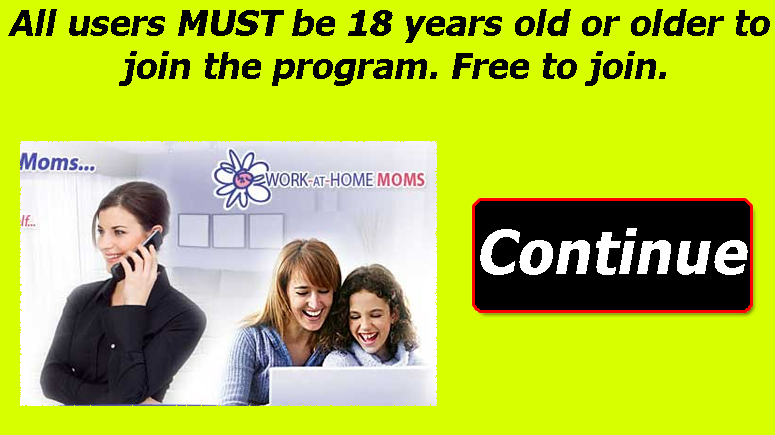 All users MUST be 18 years old or older to
join the program. Free to join.
Moms...
WORK-AT-HOME MOMS
lf...
Continue